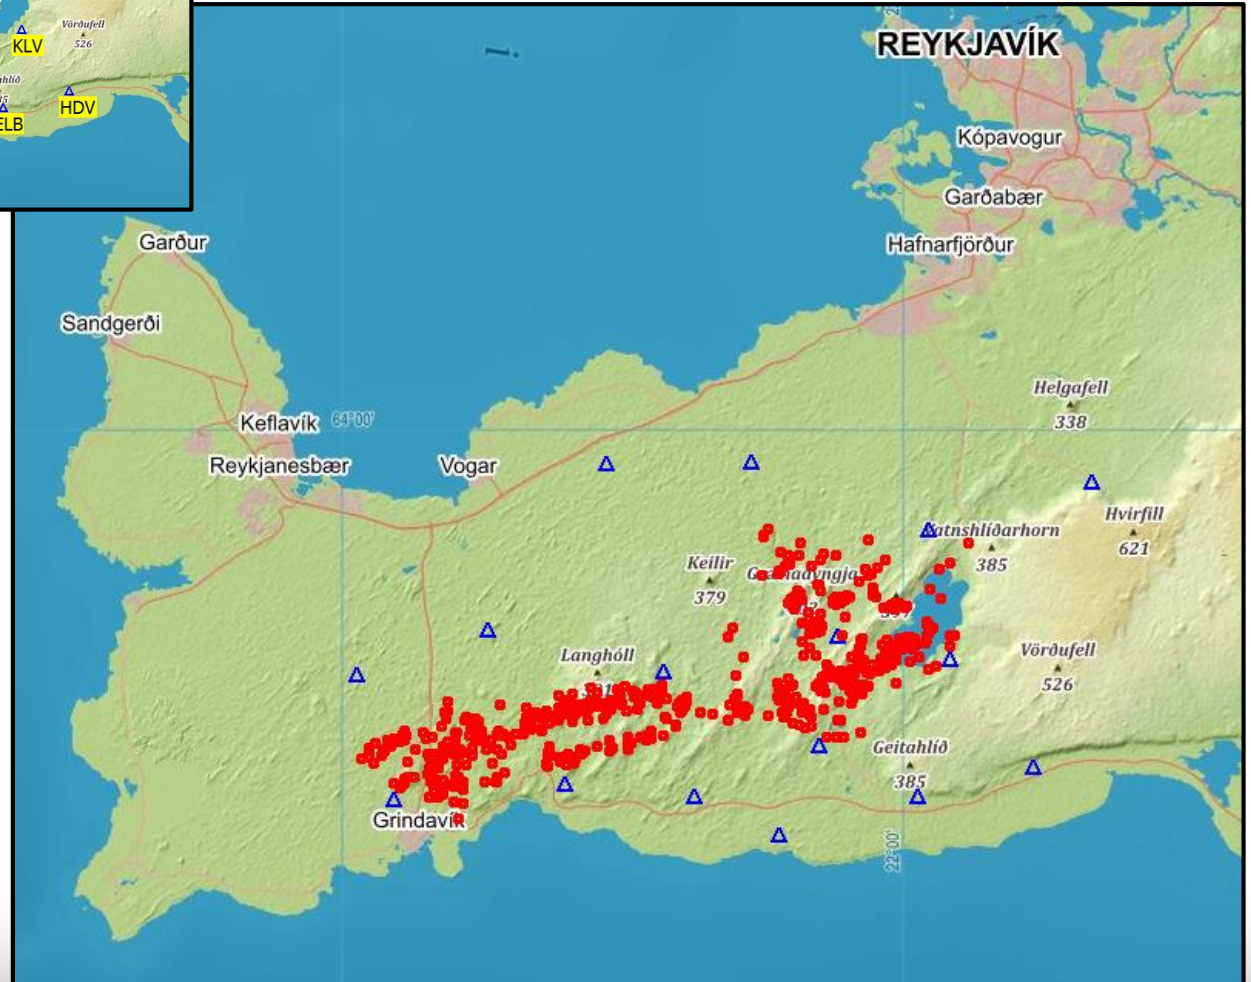 Vörðufell
526
KLV
HDV
ELB
REYKJAVÍK
Kópavogur
Garðabær
Hafnarfjörður
Garður
Sandgerði
Helgafell
338
Keflavík
64°00'
Reykjanesbær
Vogar
Hvirfill
621
385
Keilir
379
Langhóll
Vörðufell
526
Geitahlíð
385
Grindavík
22°00'